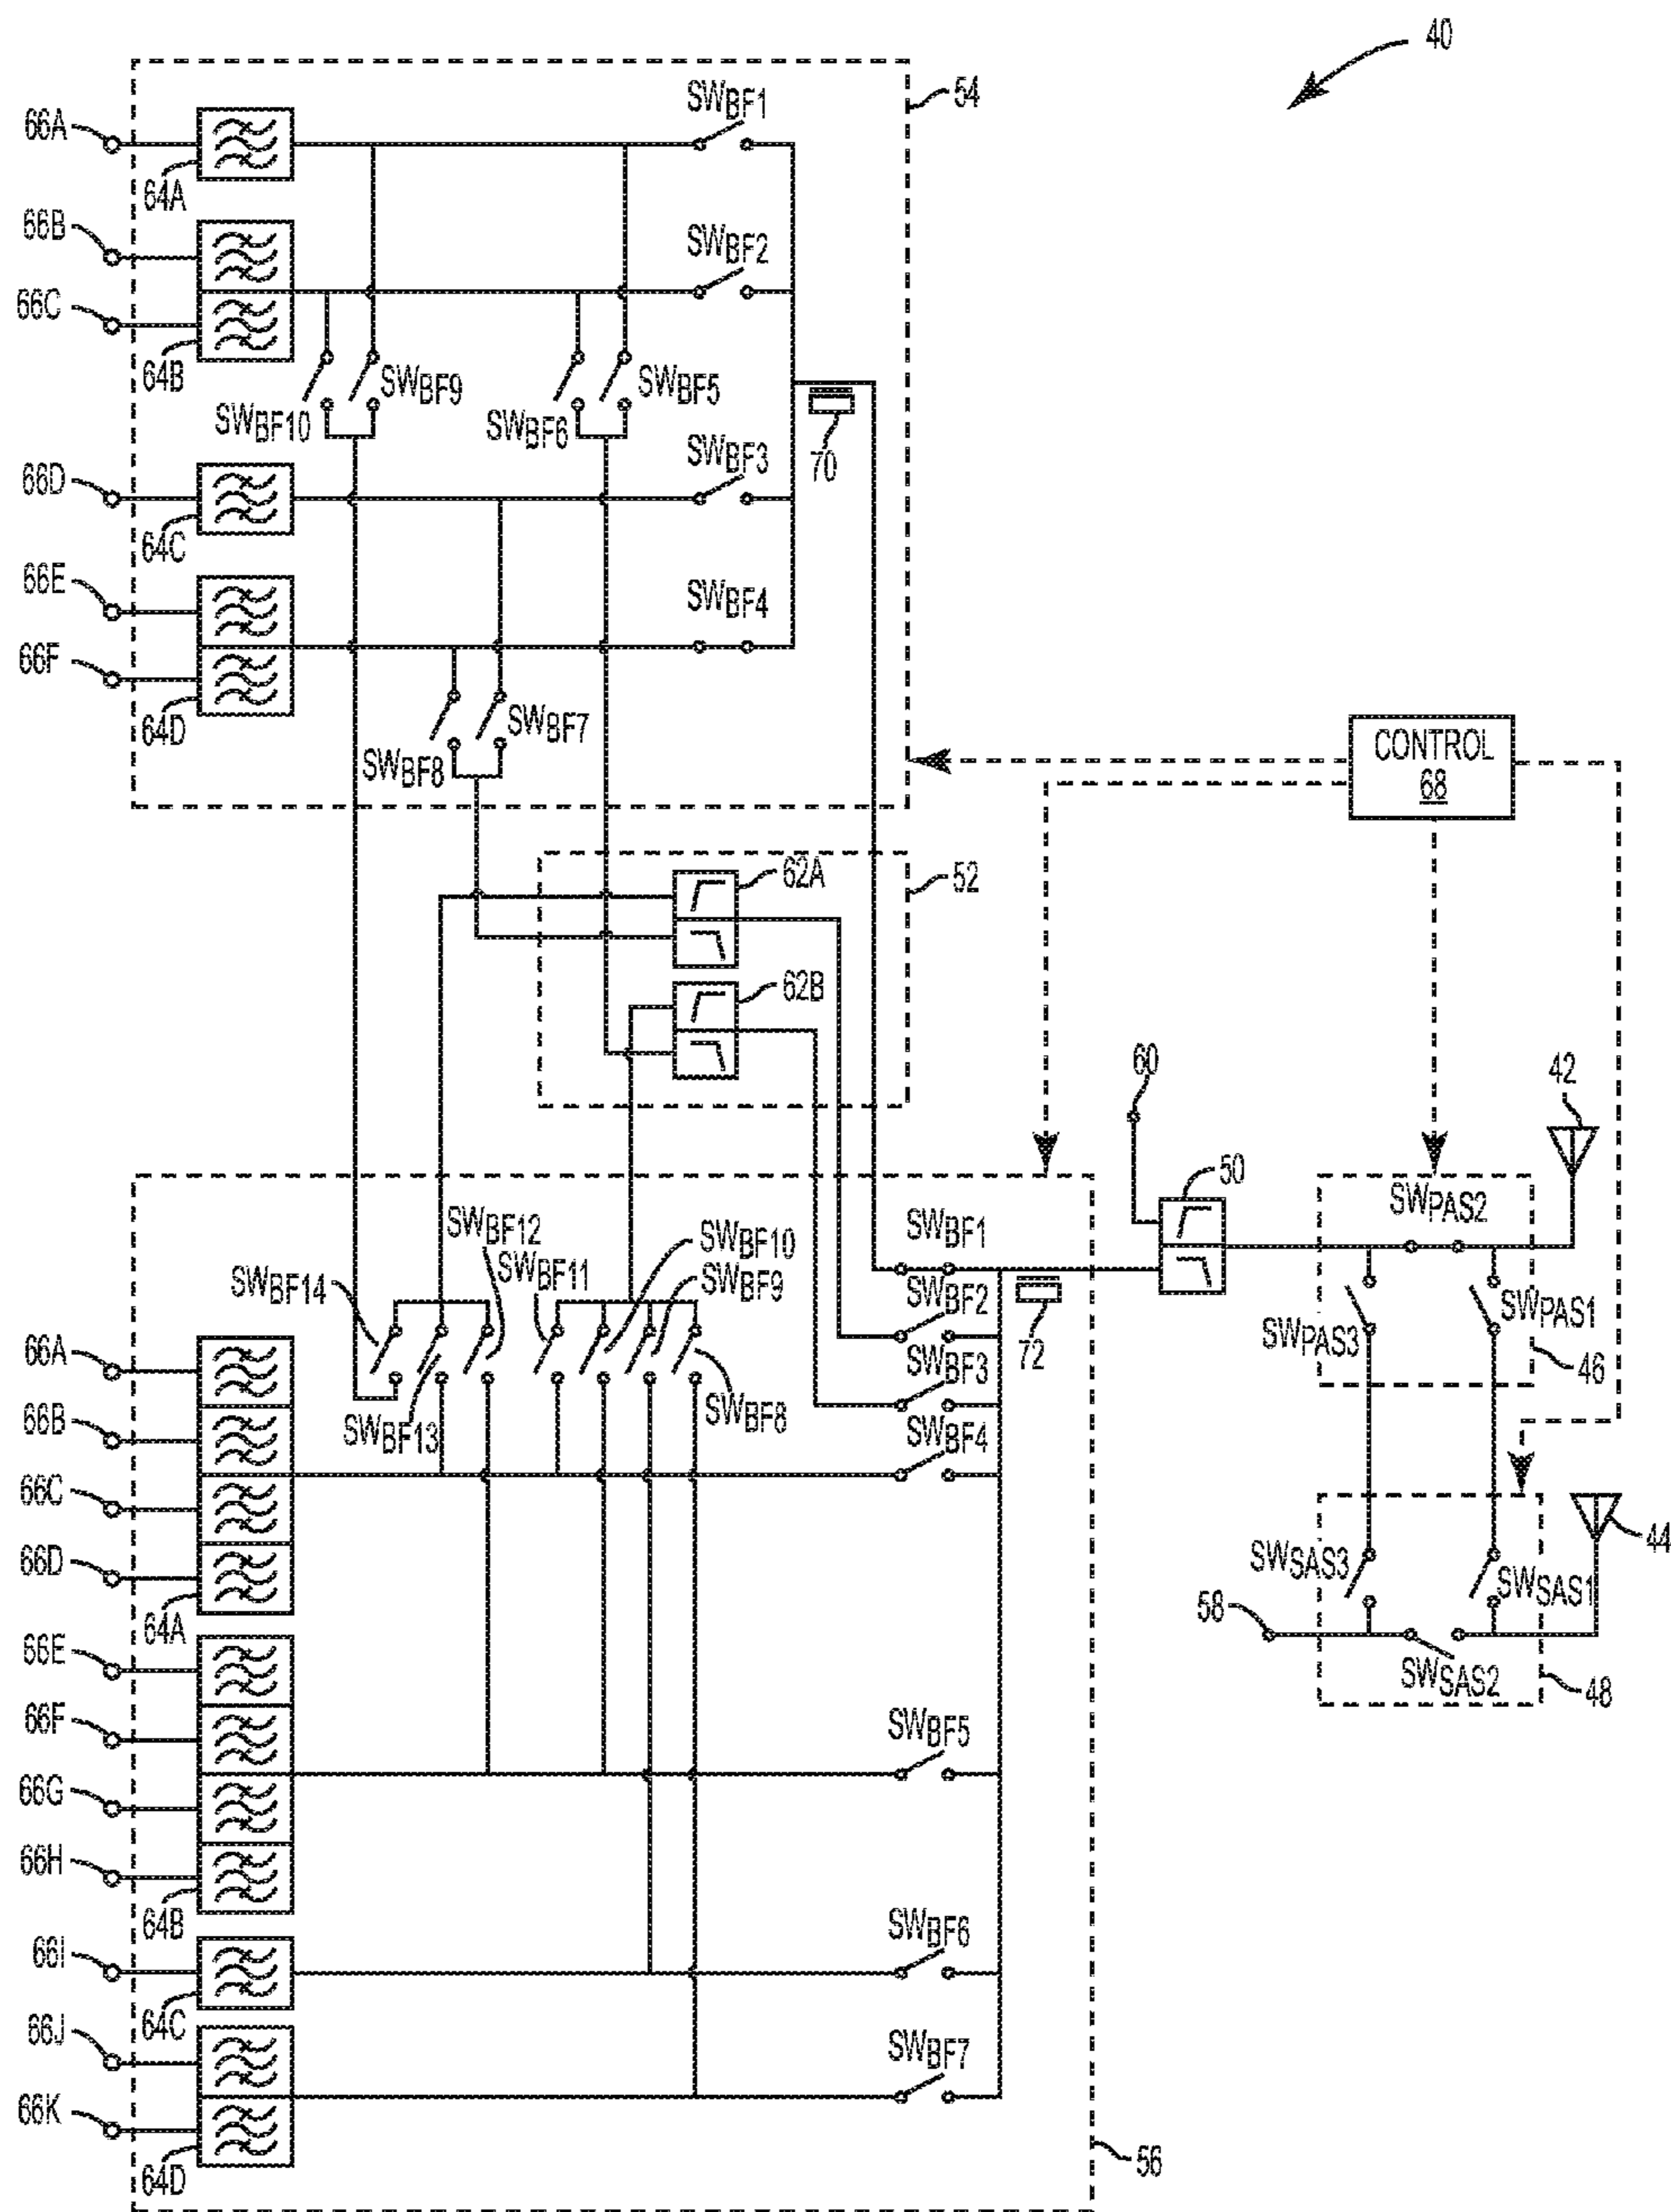 40
54
SWBF1
66A
64A
66B
SWBF2
66C
64B
SWBF9
SWBF5
SWBF10
SWBF6
SWBF3
70
66D
64C
66E
SWBF4
66F
64D
SWBF7
SWBF8
CONTROL
68
62A
52
62B
60
42
50
SWPAS2
SWBF12
SWBF1
SWBF10
SWBF11
SWBF9
SWBF14
SWBF2
SWPAS1
SWPAS3
72
46
SWBF3
66A
SWBF8
SWBF13
66B
SWBF4
66C
44
SWSAS3
SWSAS1
66D
58
64A
66E
SWSAS2
48
66F
SWBF5
66G
66H
64B
66I
SWBF6
64C
66J
SWBF7
66K
56
64D